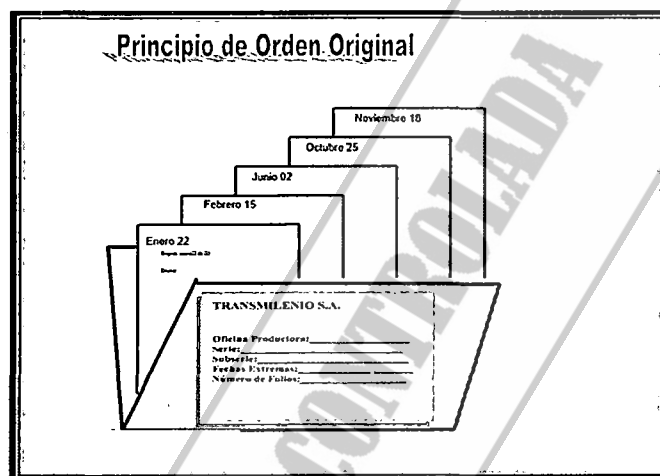 Principio de Orden Original
Noviembre 18
Octubre 25
Junio 02
Febrero 15
Enero 22
TRANSMILENIO S.A.
Oficina Productora:
Serie:
Subserie:
Fechas Extremas:
Número de Folios:
CONTROLADA